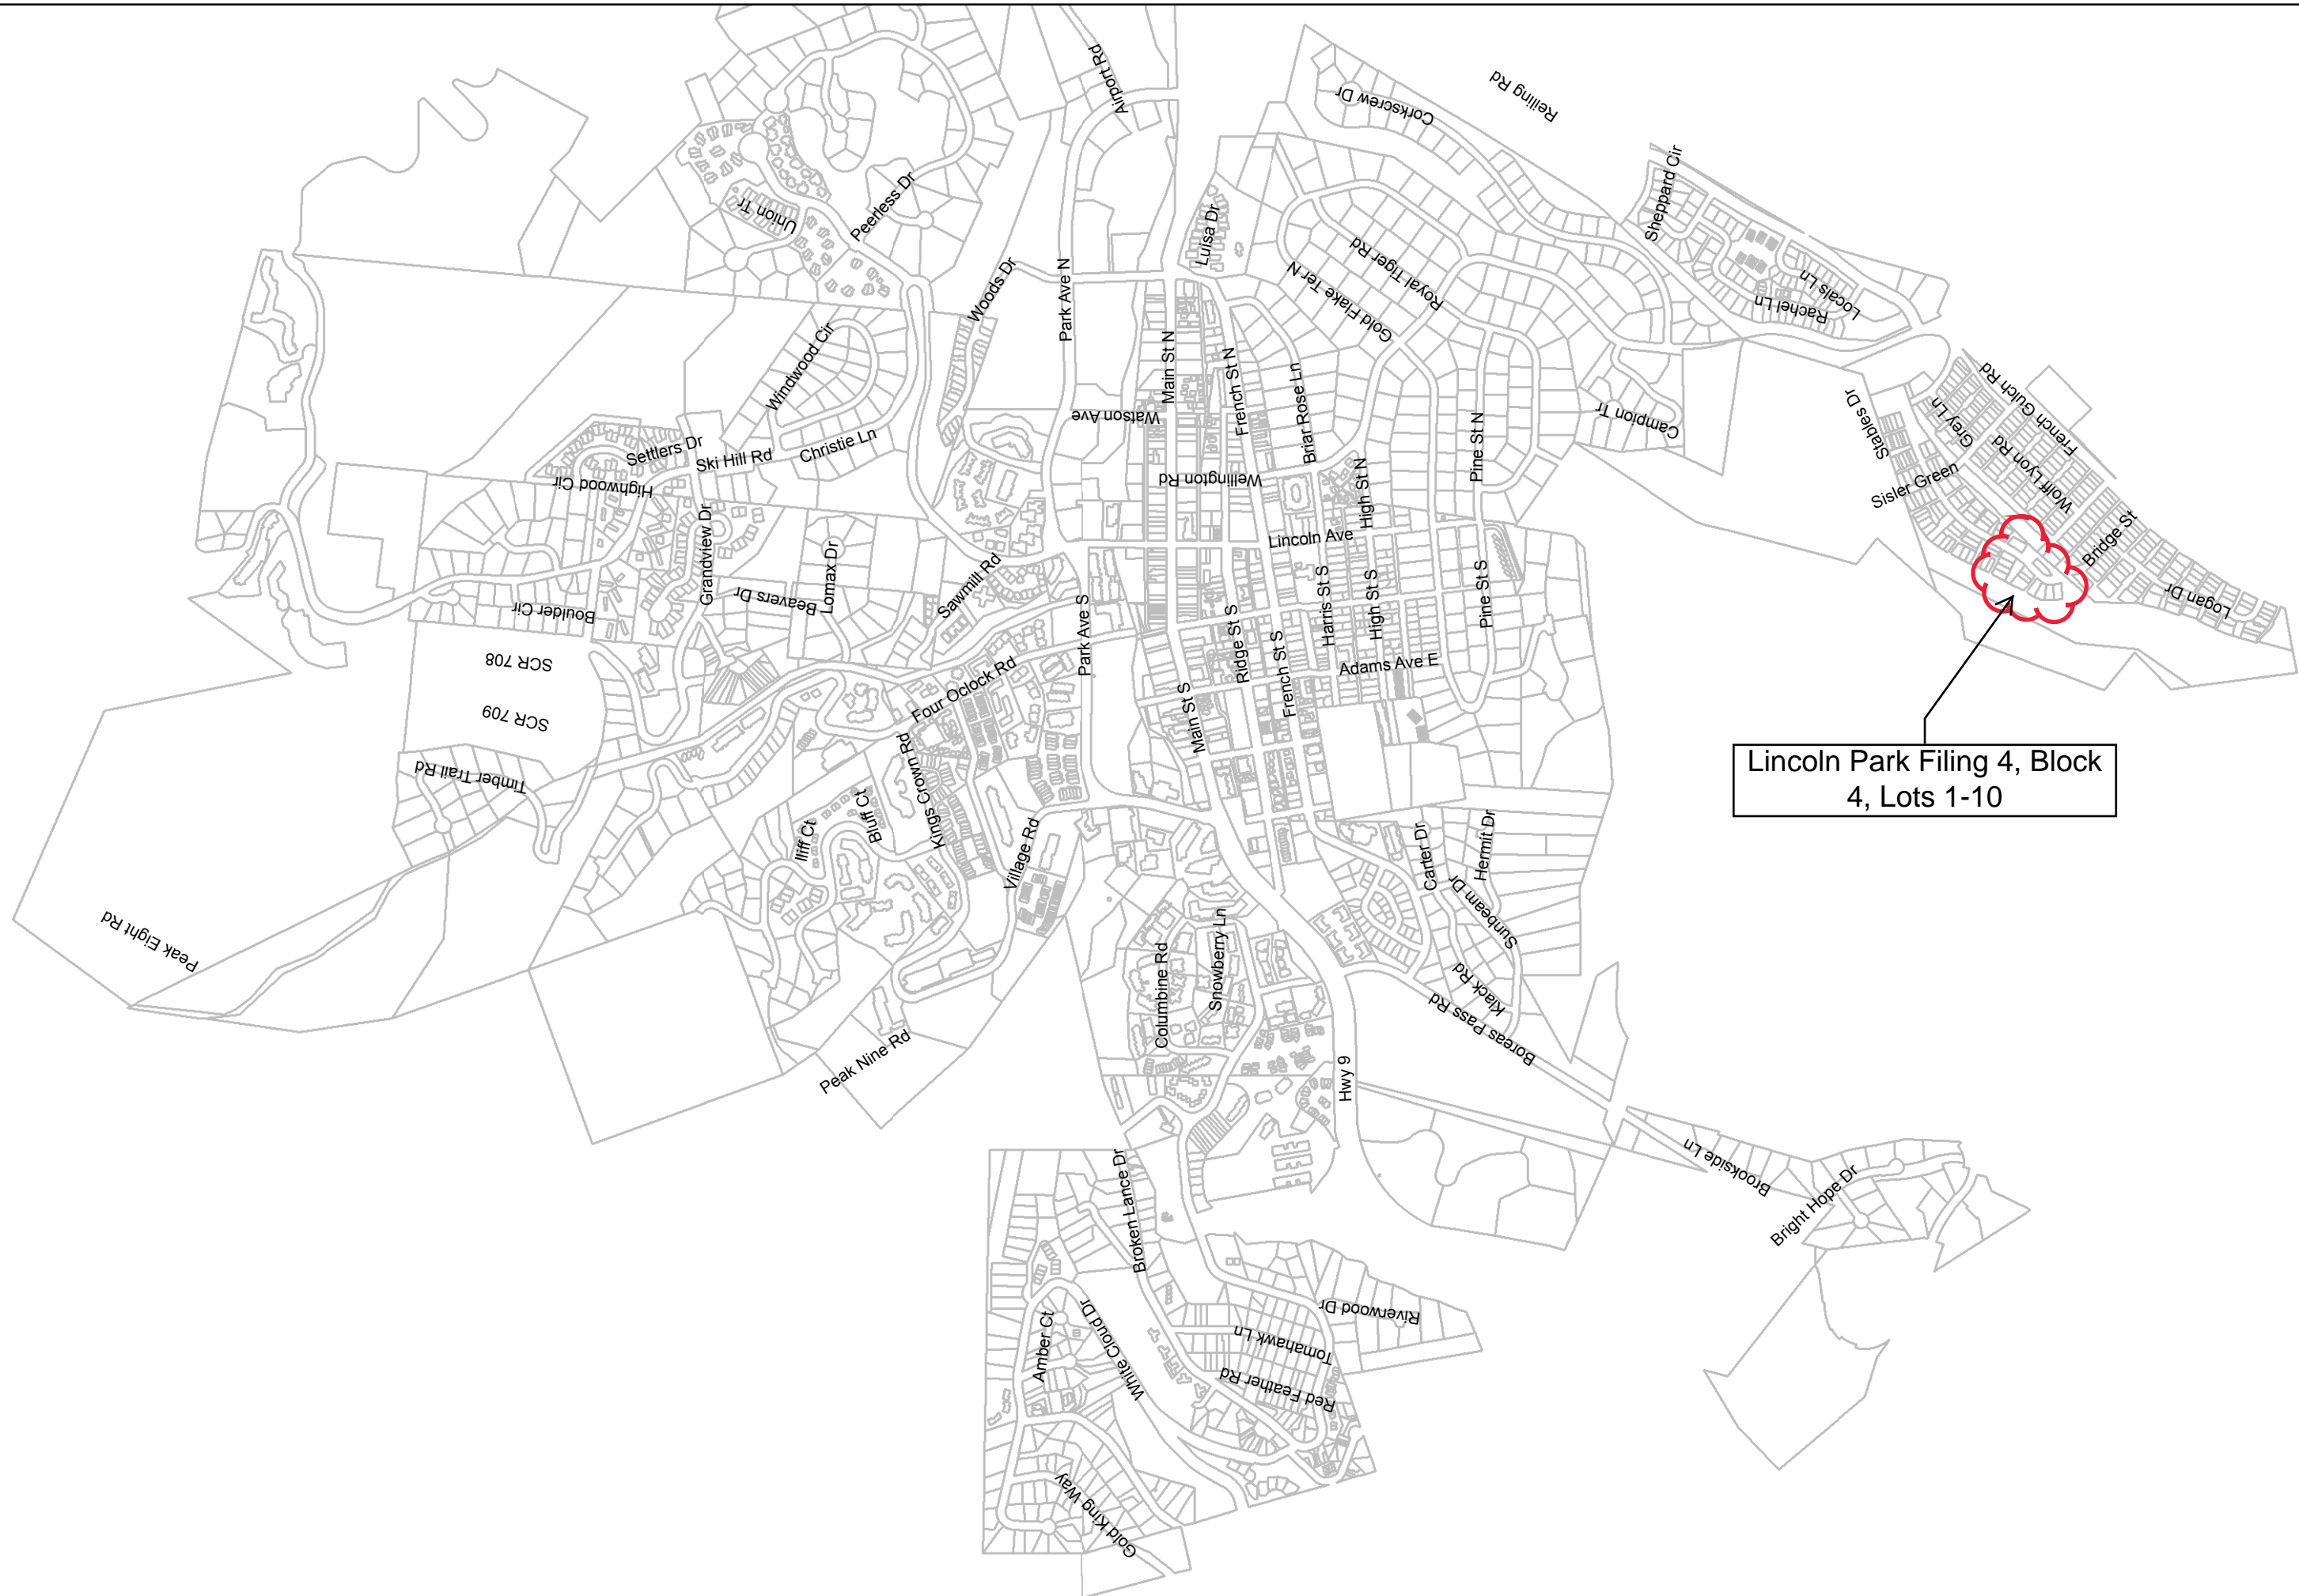 Airport Rd
Reiling Rd
Corkscrew Dr
Sheppard Cir
Union Tr
Peerless Dr
Luisa Dr
Woods Dr
Park Ave N
Gold Flake Ter N
Royal Tiger Rd
Locals Ln
Rachel Ln
Windwood Cir
Main St N
French St N
Briar Rose Ln
Watson Ave
Campion Tr
Stables Dr
Grey Ln
French Gulch Rd
Wolff Lyon Rd
Sisler Green
Settlers Dr
Ski Hill Rd
Christie Ln
Highwood Cir
Wellington Rd
High St N
Pine St N
Grandview Dr
Lomax Dr
Lincoln Ave
Bridge St
Logan Dr
Beavers Dr
Sawmill Rd
Boulder Cir
Park Ave S
Ridge St S
Harris St S
High St S
Pine St S
SCR 708
SCR 709
Four Oclock Rd
Main St S
French St S
Adams Ave E
Lincoln Park Filing 4, Block
4, Lots 1-10
Timber Trail Rd
Kings Crown Rd
Bluff Ct
Iliff Ct
Village Rd
Carter Dr
Hermit Dr
Sunbeam Dr
Peak Eight Rd
Columbine Rd
Snowberry Ln
Klack Rd
Boreas Pass Rd
Peak Nine Rd
Hwy 9
Brookside Ln
Bright Hope Dr
Broken Lance Dr
Riverwood Dr
Amber Ct
White Cloud Dr
Tomahawk Ln
Red Feather Rd
Gold King Way